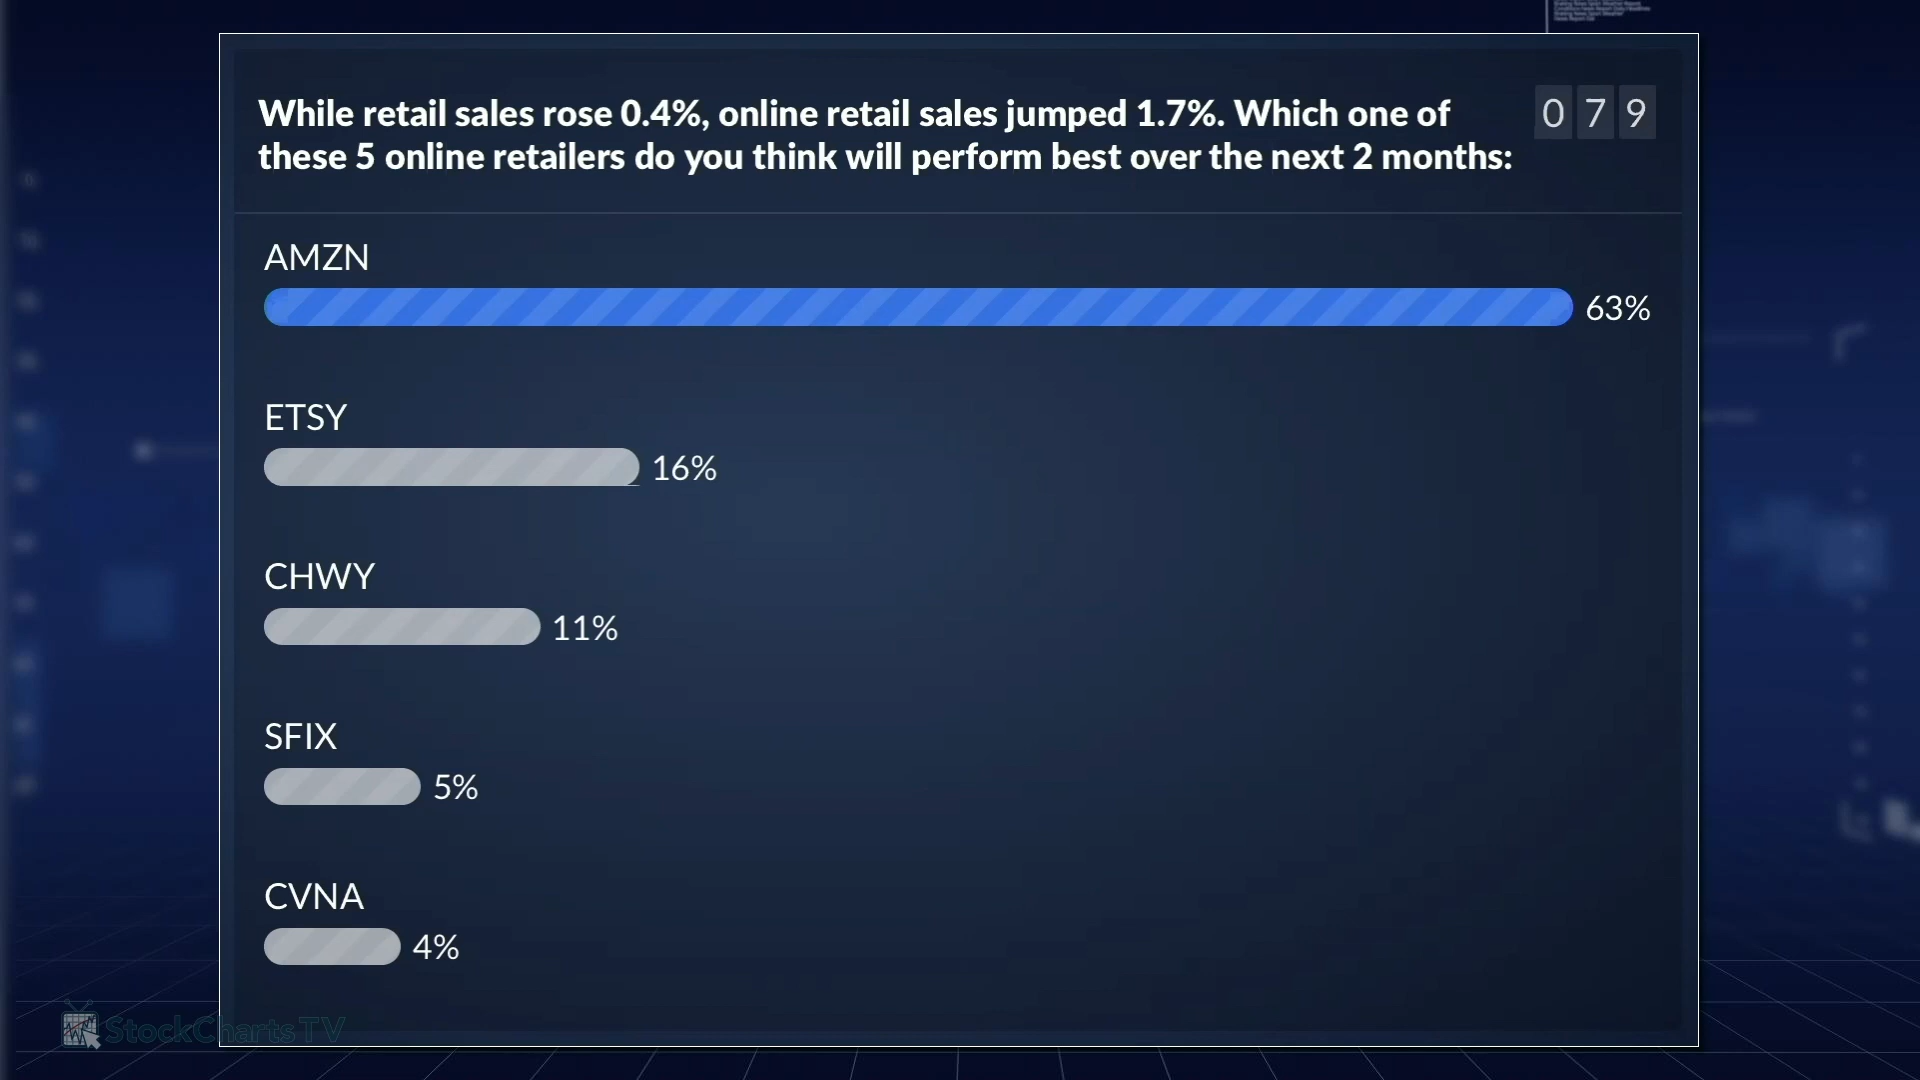 While retail sales rose 0.4%, online retail sales jumped 1.7%. Which one of
these 5 online retailers do you think will perform best over the next 2 months:
079
AMZN
63%
ETSY
16%
CHWY
11%
SFIX
5%
CVNA
4%
StockCharts TV